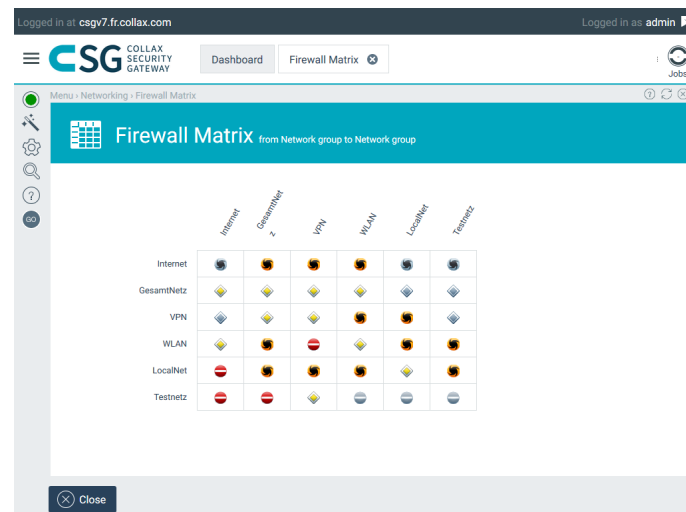 Logged in at csgv7.fr.collax.com
Logged in as admin
CSG COLLAX SECURITY GATEWAY
Dashboard
Firewall Matrix
Jobs
Menu › Networking › Firewall Matrix
Firewall Matrix from Network group to Network group
GO
Internet
GesamtNet
z
VPN
WLAN
LocalNet
Testnetz
Internet
GesamtNetz
VPN
WLAN
LocalNet
Testnetz
Close